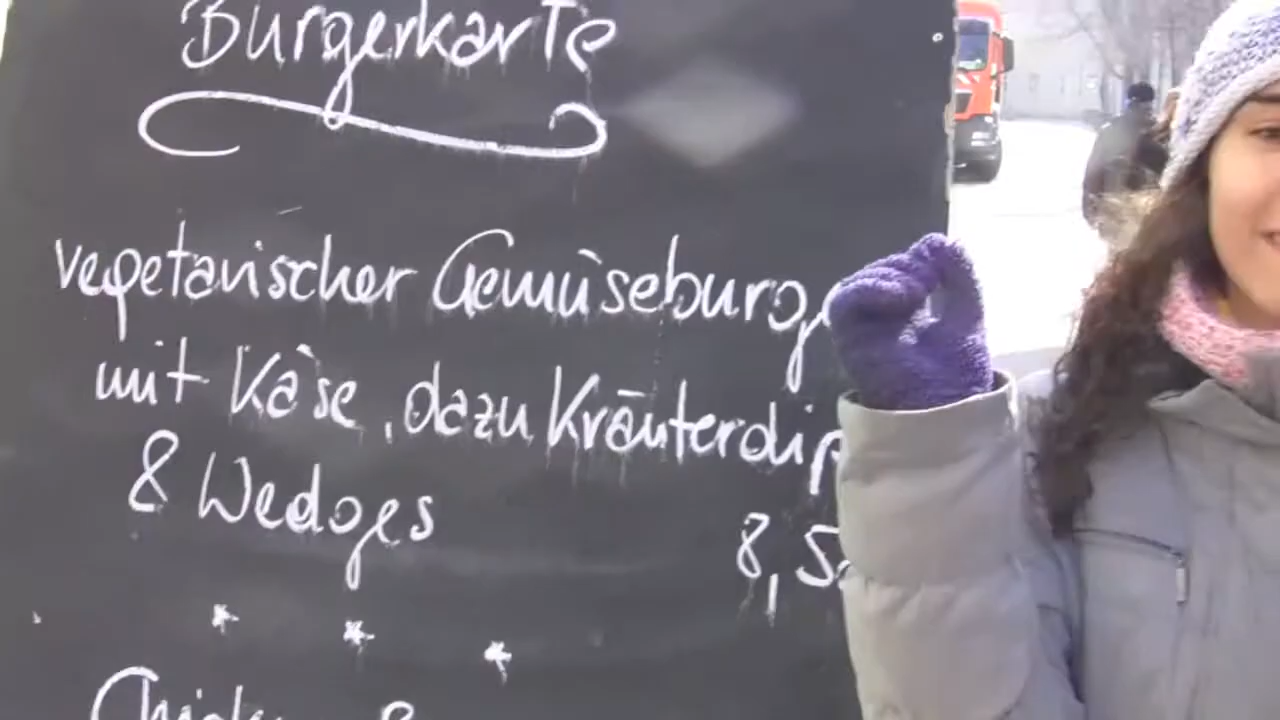 Burgerkarte
vegetarischer Gemüseburg
mit Käse, dazu Kräuterdip
& Wedges
8,5
* * *